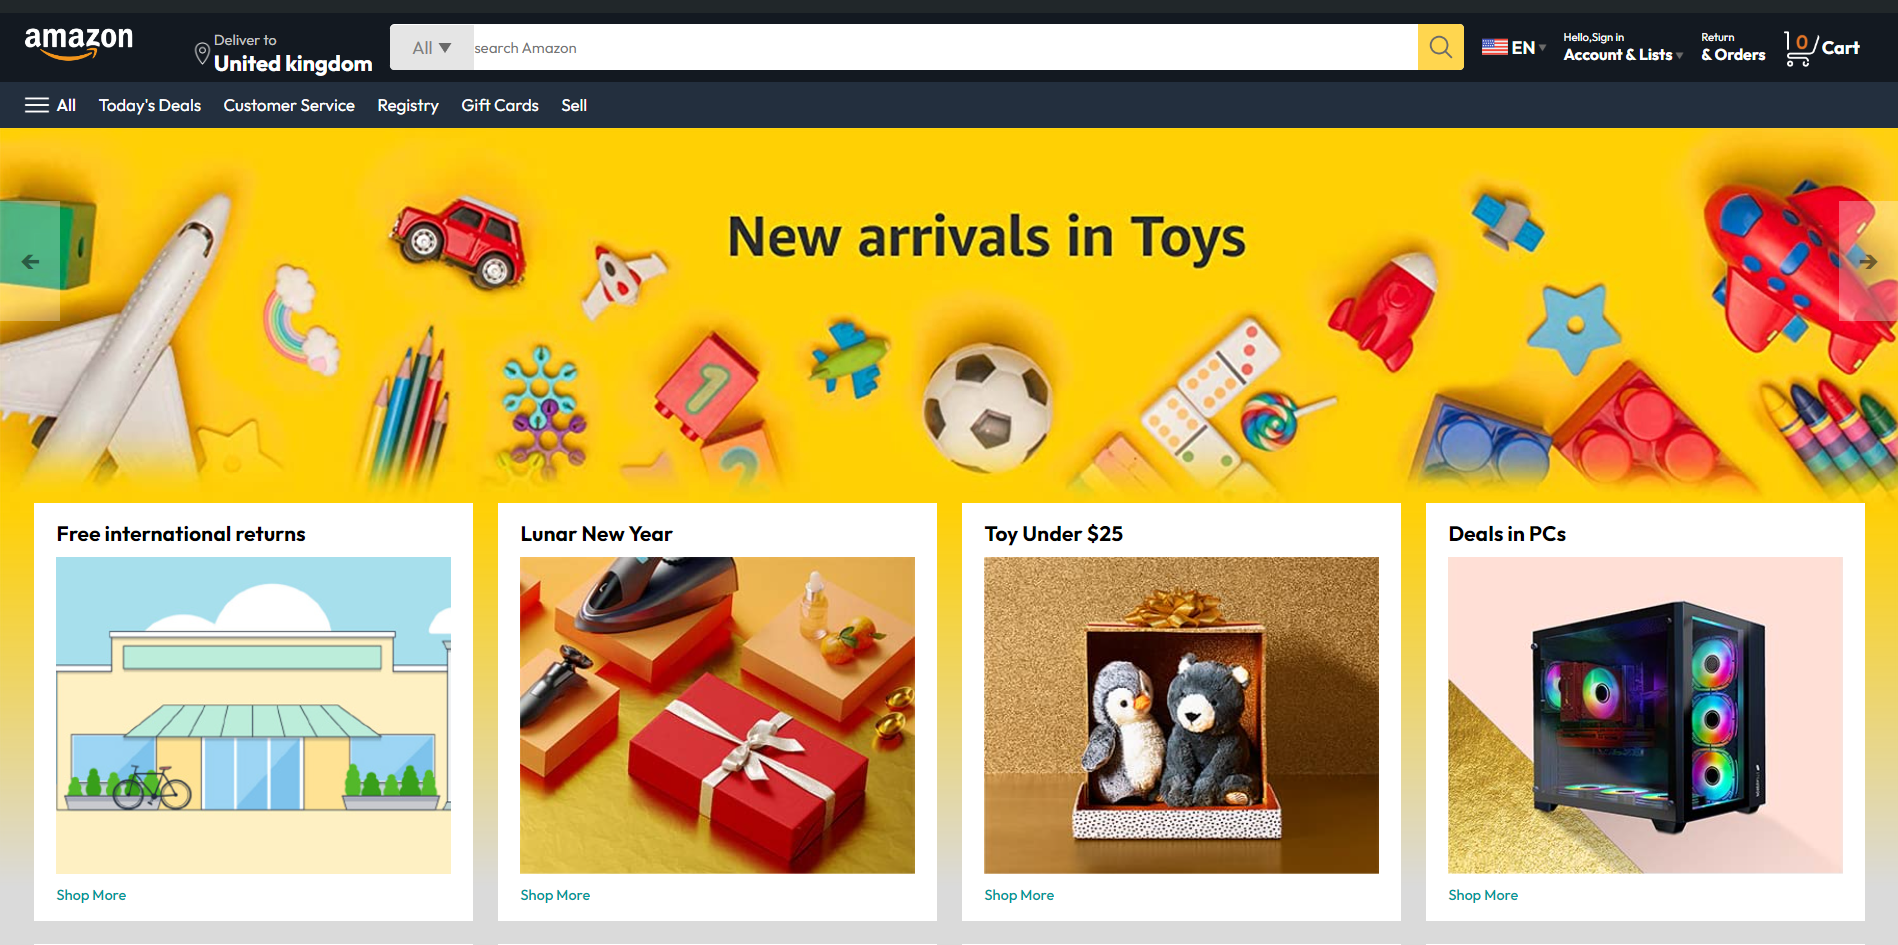 amazon
Deliver to
United kingdom
All
search Amazon
EN
Hello,Sign in
Account & Lists
Return
& Orders
0
Cart
All
Today's Deals
Customer Service
Registry
Gift Cards
Sell
New arrivals in Toys
1
2
Free international returns
Lunar New Year
Toy Under $25
Deals in PCs
Shop More
Shop More
Shop More
Shop More